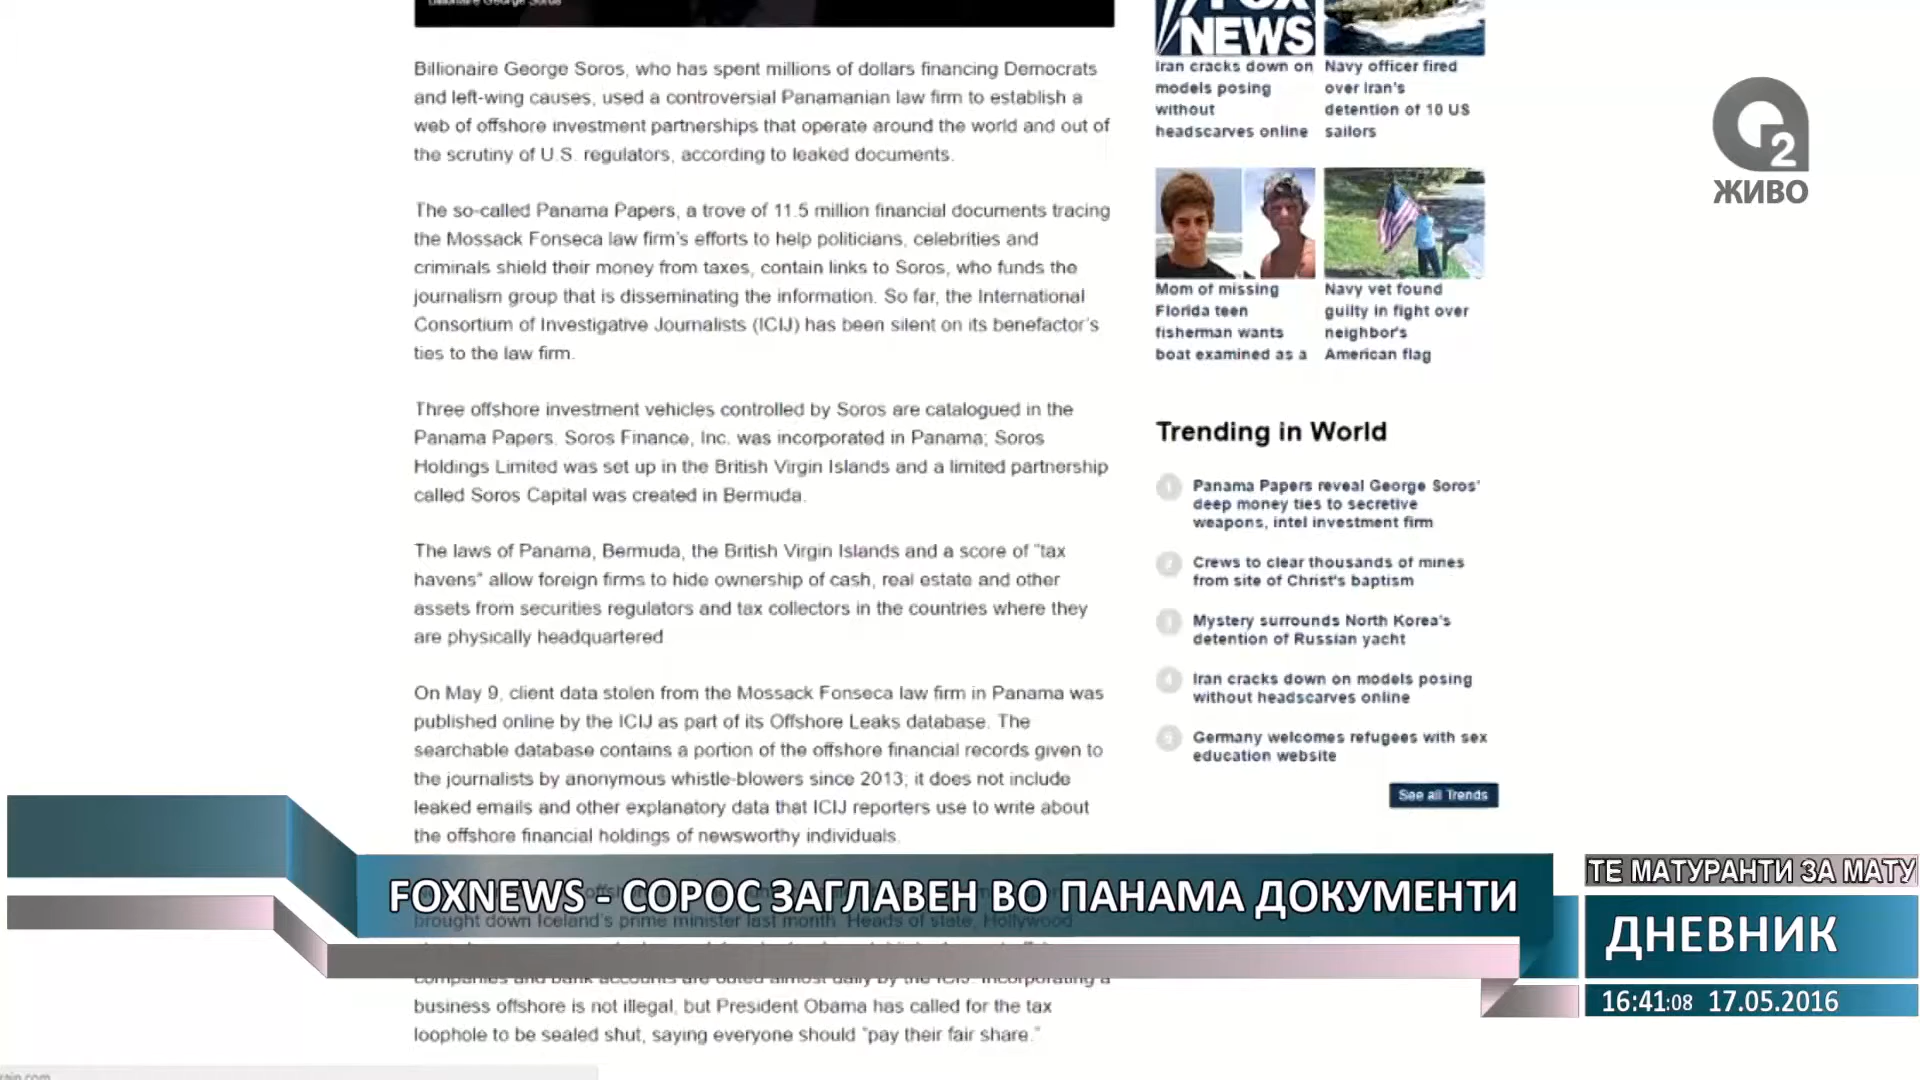 Billionaire George Soros
Billionaire George Soros, who has spent millions of dollars financing Democrats
and left-wing causes, used a controversial Panamanian law firm to establish a
web of offshore investment partnerships that operate around the world and out of
the scrutiny of U.S. regulators, according to leaked documents.
The so-called Panama Papers, a trove of 11.5 million financial documents tracing
the Mossack Fonseca law firm's efforts to help politicians, celebrities and
criminals shield their money from taxes, contain links to Soros, who funds the
journalism group that is disseminating the information. So far, the International
Consortium of Investigative Journalists (ICIJ) has been silent on its benefactor's
ties to the law firm.
Three offshore investment vehicles controlled by Soros are catalogued in the
Panama Papers. Soros Finance, Inc. was incorporated in Panama; Soros
Holdings Limited was set up in the British Virgin Islands and a limited partnership
called Soros Capital was created in Bermuda.
The laws of Panama, Bermuda, the British Virgin Islands and a score of "tax
havens" allow foreign firms to hide ownership of cash, real estate and other
assets from securities regulators and tax collectors in the countries where they
are physically headquartered
On May 9, client data stolen from the Mossack Fonseca law firm in Panama was
published online by the ICIJ as part of its Offshore Leaks database. The
searchable database contains a portion of the offshore financial records given to
the journalists by anonymous whistle-blowers since 2013; it does not include
leaked emails and other explanatory data that ICIJ reporters use to write about
the offshore financial holdings of newsworthy individuals.
brought down Iceland's prime minister last month. Heads of state, Hollywood
companies and bank accounts are outed almost daily by the ICIJ. Incorporating a
business offshore is not illegal, but President Obama has called for the tax
loophole to be sealed shut, saying everyone should "pay their fair share."
FOX
NEWS
Iran cracks down on
models posing
without
headscarves online
Navy officer fired
over Iran's
detention of 10 US
sailors
Mom of missing
Florida teen
fisherman wants
boat examined as a
Navy vet found
guilty in fight over
neighbor's
American flag
Trending in World
1 Panama Papers reveal George Soros'
deep money ties to secretive
weapons, intel investment firm
2 Crews to clear thousands of mines
from site of Christ's baptism
3 Mystery surrounds North Korea's
detention of Russian yacht
4 Iran cracks down on models posing
without headscarves online
5 Germany welcomes refugees with sex
education website
See all Trends
2
ЖИВО
FOXNEWS - СОРОС ЗАГЛАВЕН ВО ПАНАМА ДОКУМЕНТИ
ТЕ МАТУРАНТИ ЗА МАТУ
ДНЕВНИК
16:41:08 17.05.2016